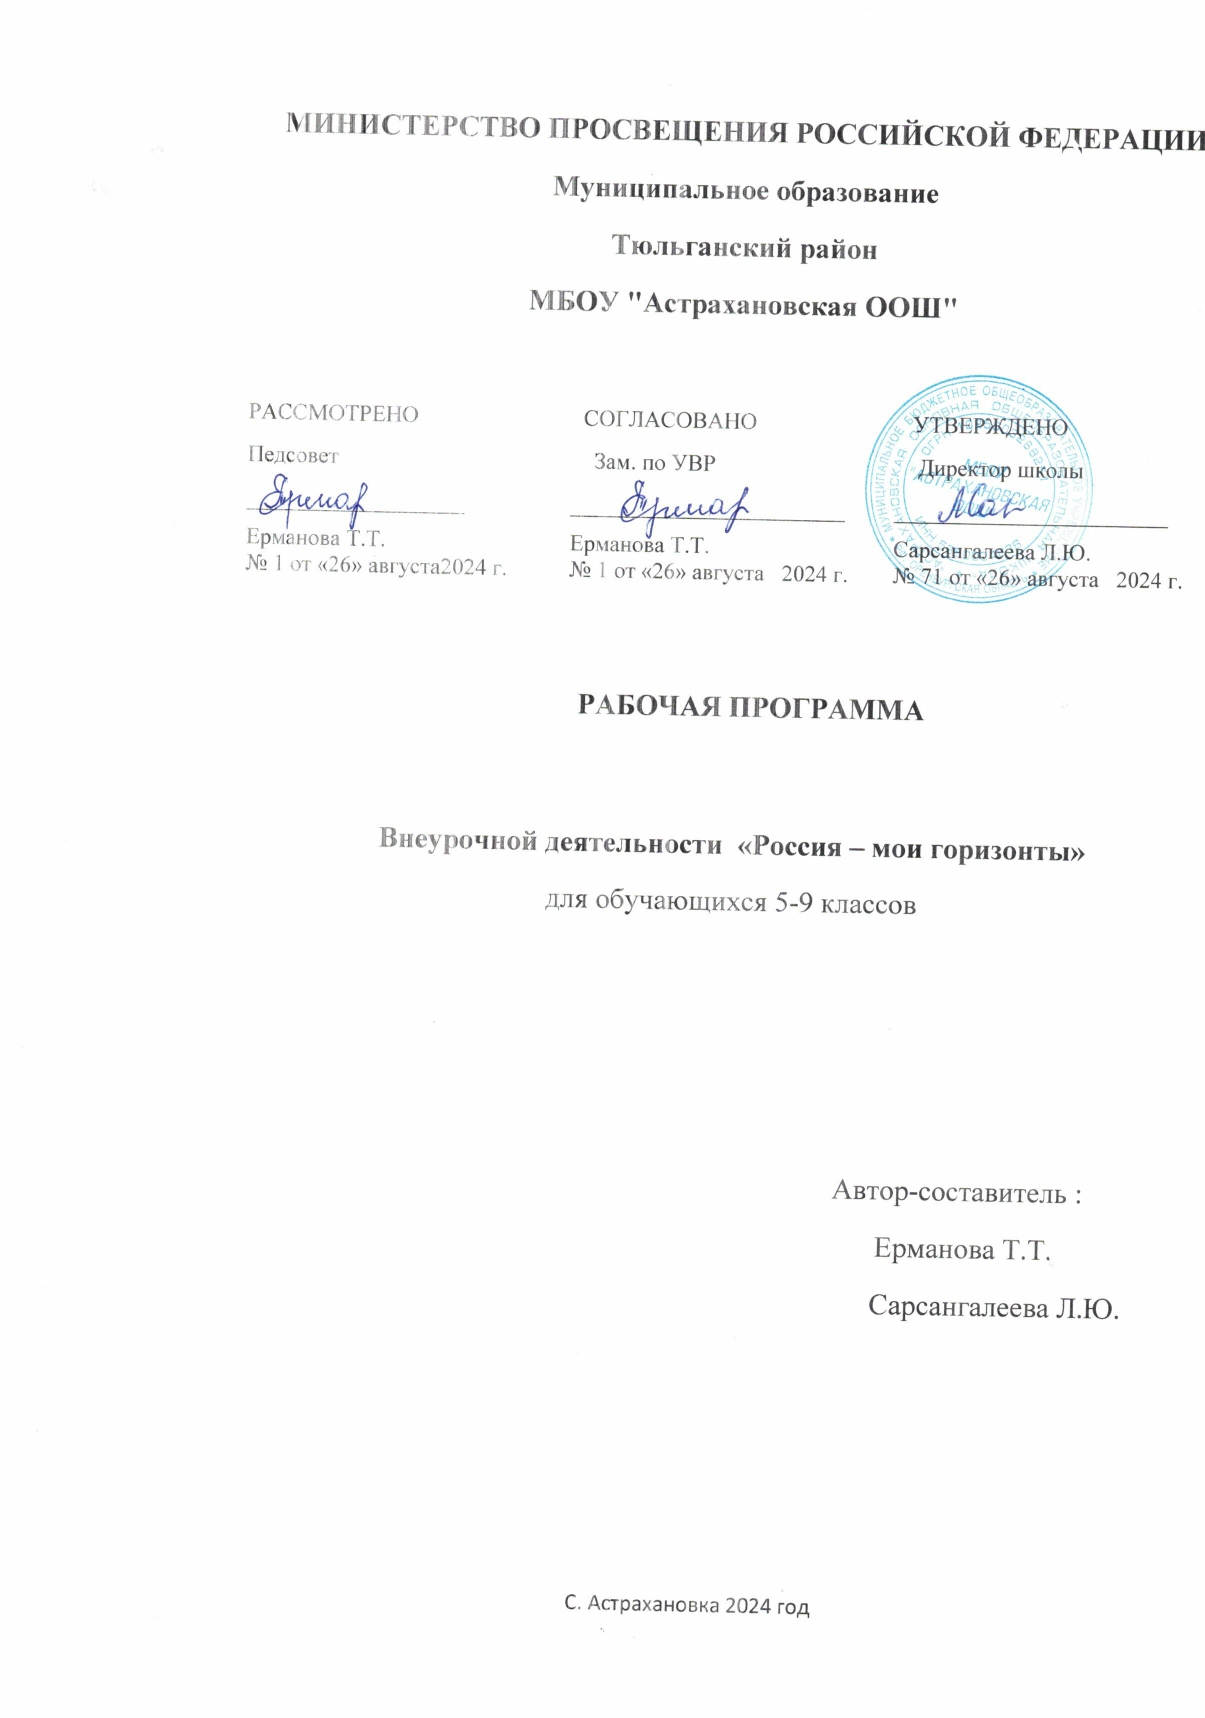 МИНИСТЕРСТВО ПРОСВЕЩЕНИЯ РОССИЙСКОЙ ФЕДЕРАЦИИ
Муниципальное образование
Тюльганский район
МБОУ "Астрахановская ООШ"
РАССМОТРЕНО
Педсовет
Ерманова Т.Т.
№ 1 от «26» августа2024 г.
СОГЛАСОВАНО
Зам. по УВР
Ерманова Т.Т.
№ 1 от «26» августа 2024 г.
УТВЕРЖДЕНО
Директор школы
Сарсангалеева Л.Ю.
№ 71 от «26» августа 2024 г.
МУНИЦИПАЛЬНОЕ БЮДЖЕТНОЕ
АСТРАХАНОВСКАЯ
РАБОЧАЯ ПРОГРАММА
Внеурочной деятельности «Россия – мои горизонты»
для обучающихся 5-9 классов
Автор-составитель :
Ерманова Т.Т.
Сарсангалеева Л.Ю.
С. Астрахановка 2024 год